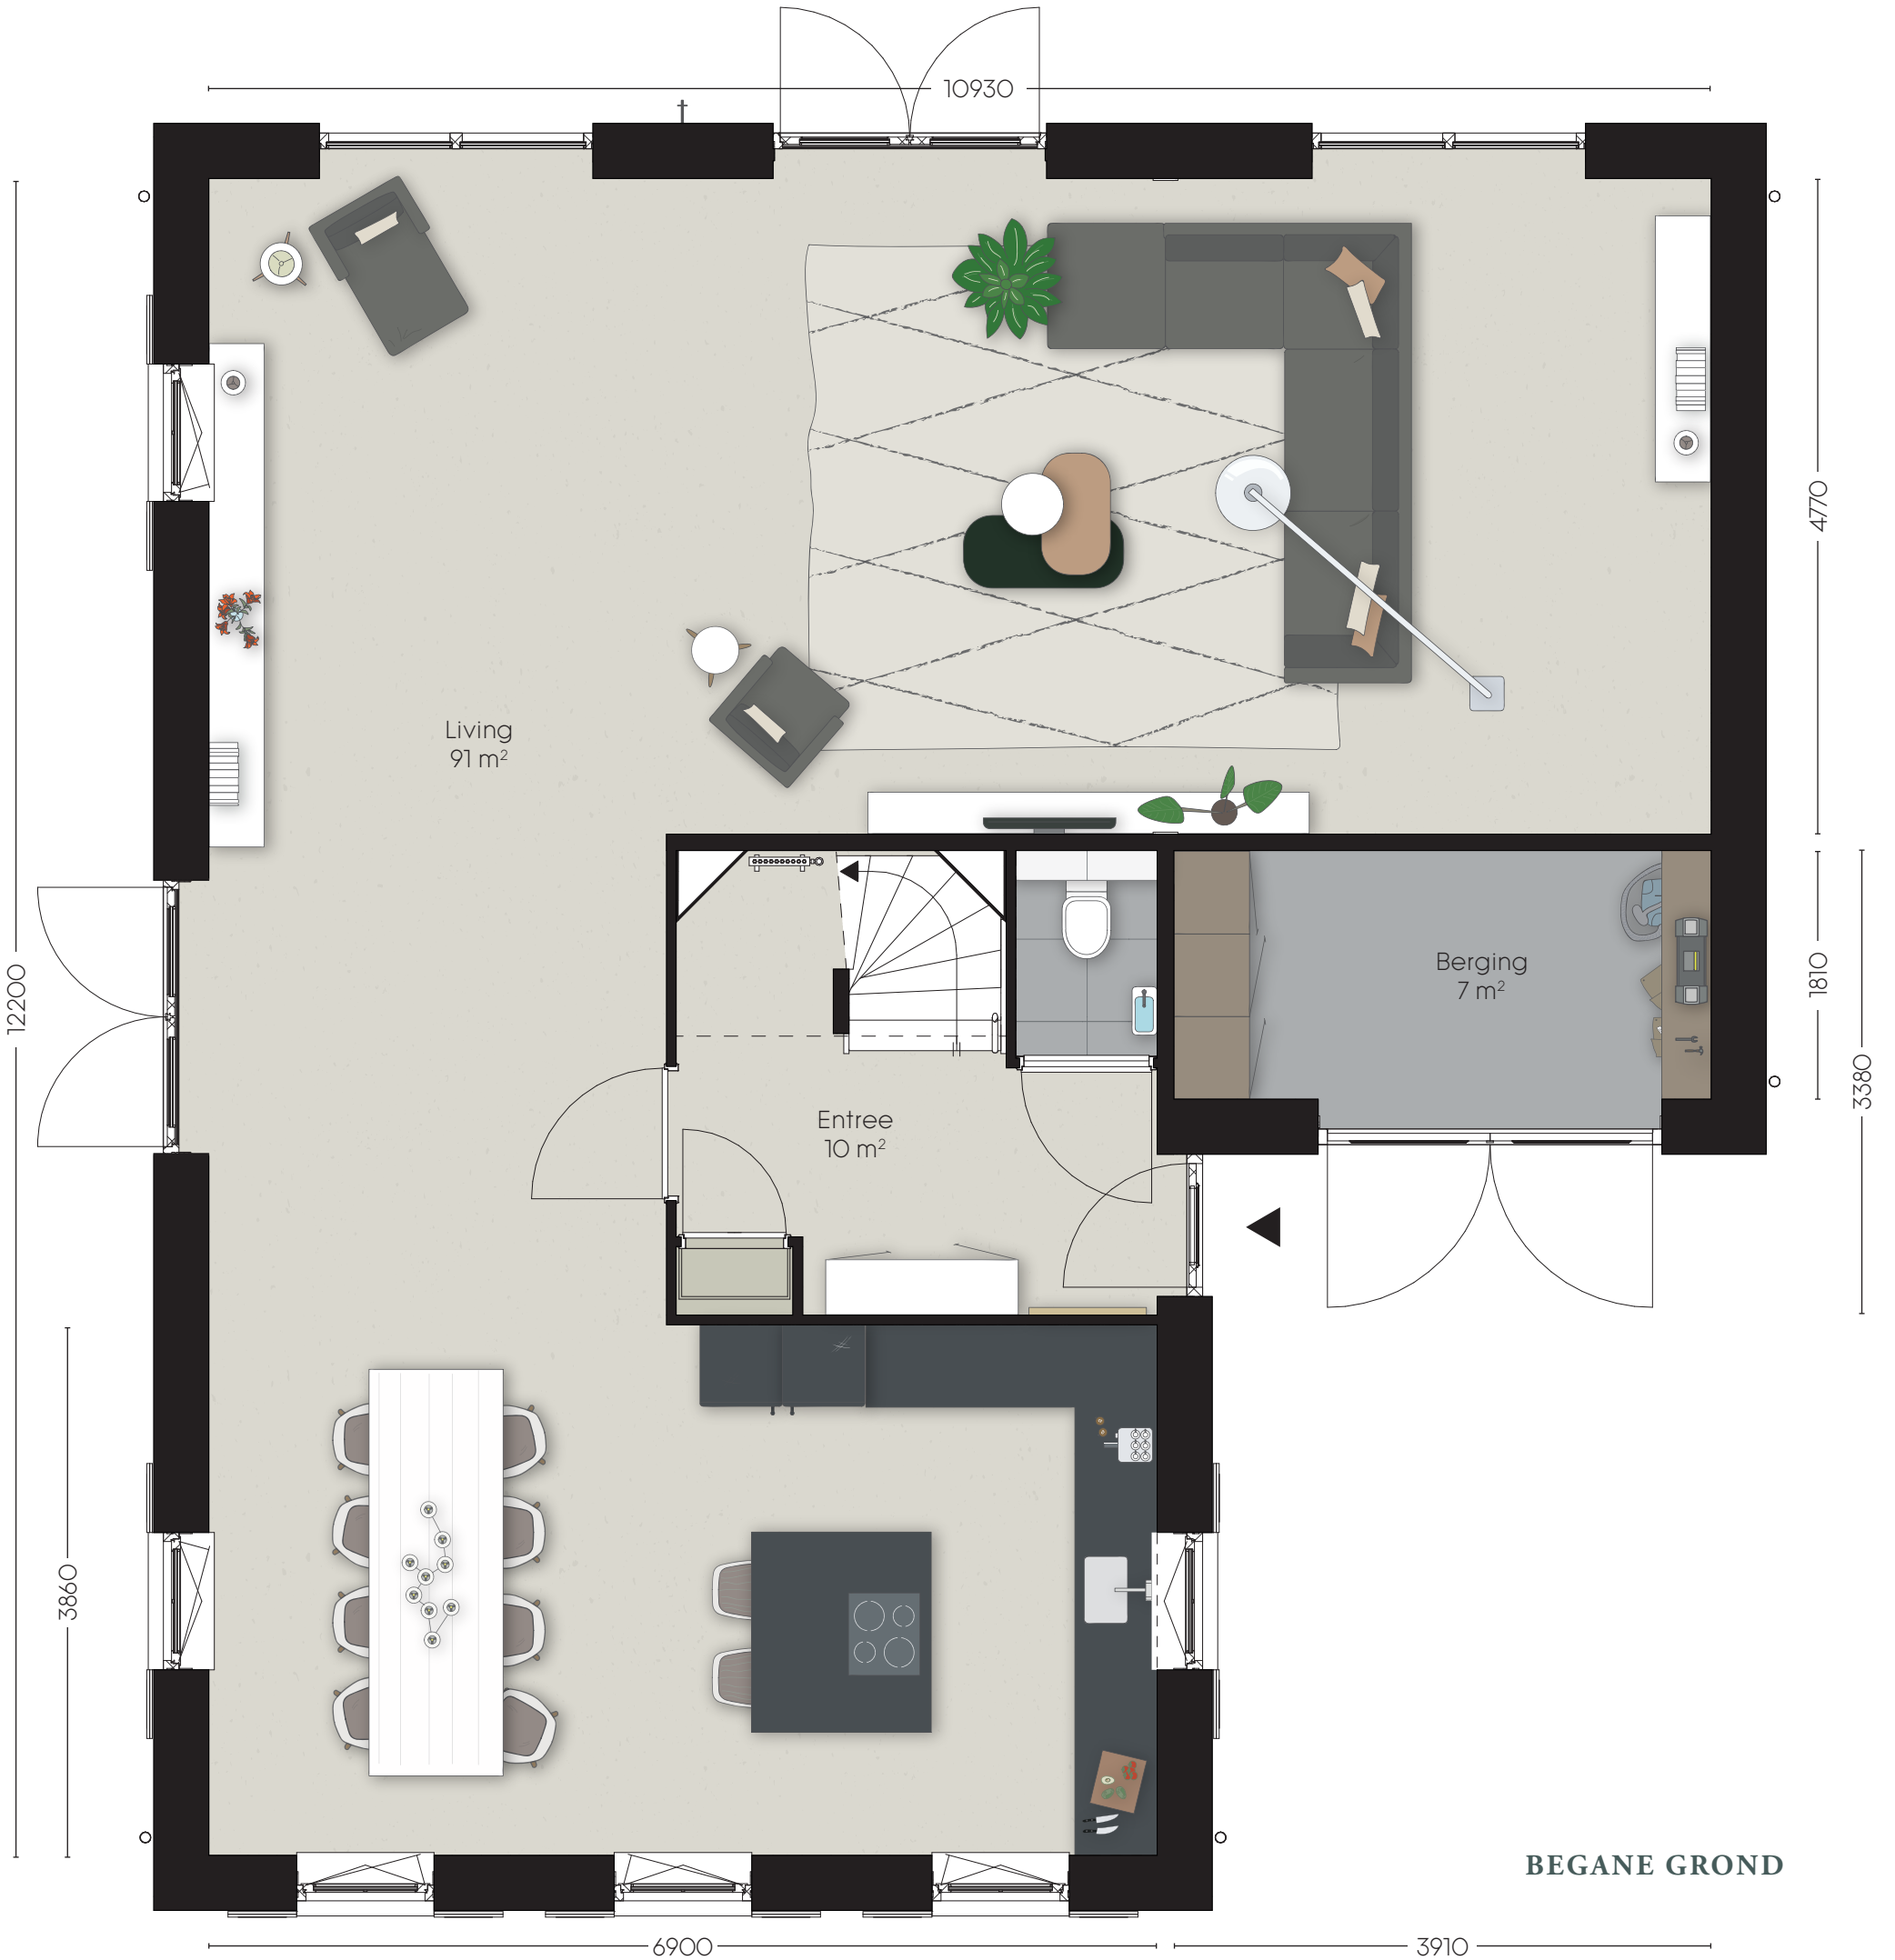 10930
4770
Living
91 m²
12200
Berging
7 m²
1810
3380
Entree
10 m²
3860
BEGANE GROND
6900
3910